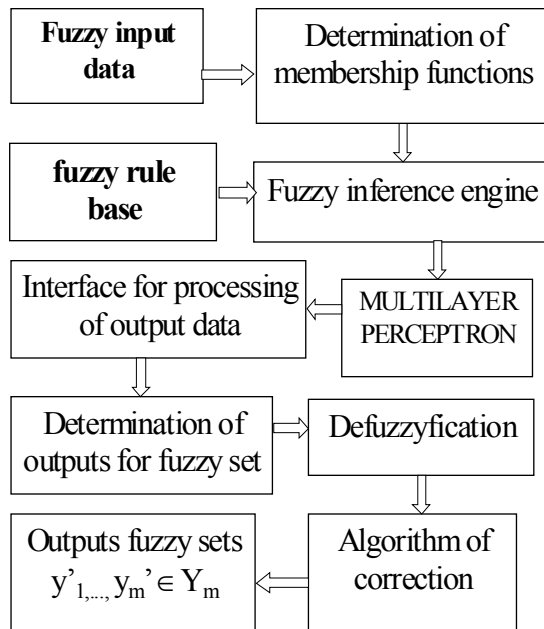 Fuzzy input
data
Determination of
membership functions
fuzzy rule
base
Fuzzy inference engine
Interface for processing
of output data
MULTILAYER
PERCEPTRON
Determination of
outputs for fuzzy set
Defuzzyfication
Outputs fuzzy sets
y’₁,..., yₘ’ ∈ Yₘ
Algorithm of
correction